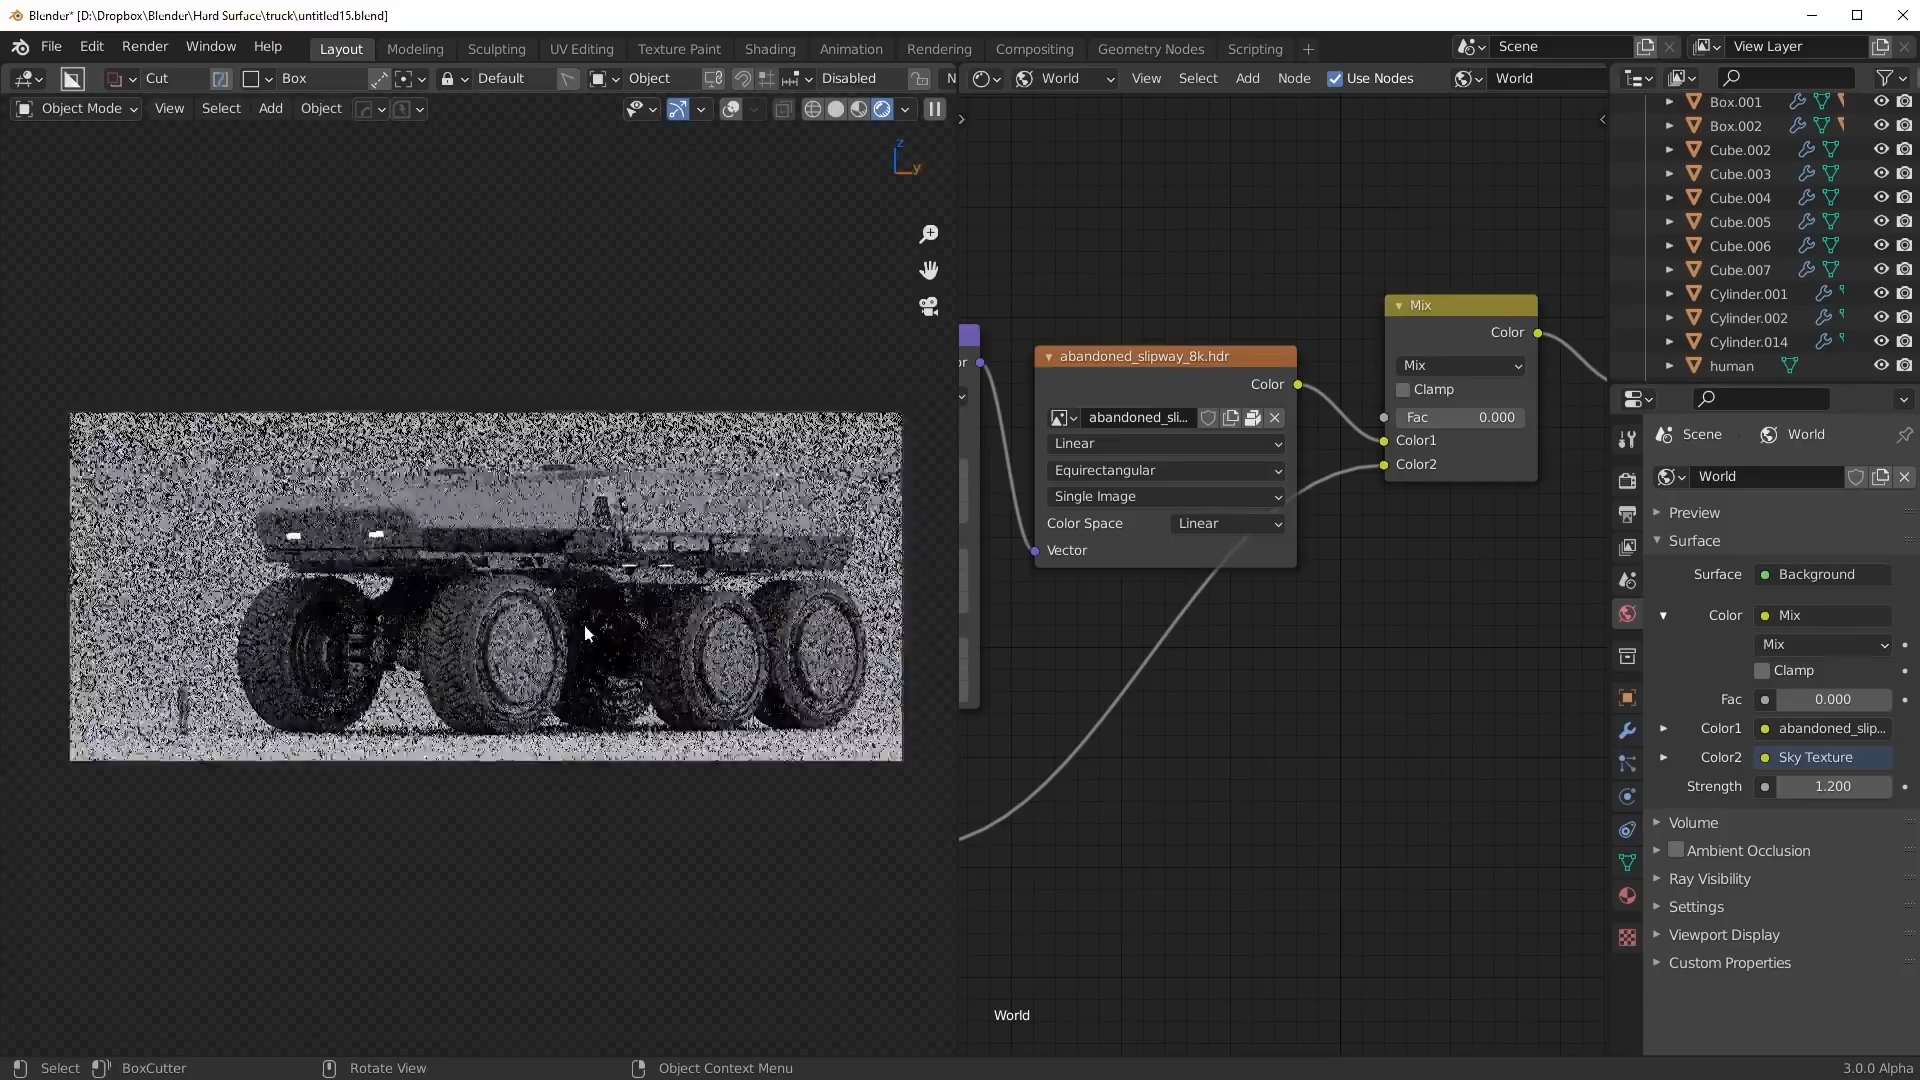 Blender* [D:\Dropbox\Blender\Hard Surface\truck\untitled15.blend]
File Edit Render Window Help Layout Modeling Sculpting UV Editing Texture Paint Shading Animation Rendering Compositing Geometry Nodes Scripting + Scene View Layer
Cut Box Default Object Disabled N World View Select Add Node Use Nodes World
Object Mode View Select Add Object
z
y
Box.001
Box.002
Cube.002
Cube.003
Cube.004
Cube.005
Cube.006
Cube.007
Cylinder.001
Cylinder.002
Cylinder.014
human
or
abandoned_slipway_8k.hdr
Color
abandoned_sli...
Linear
Equirectangular
Single Image
Color Space Linear
Vector
Mix
Color
Mix
Clamp
Fac 0.000
Color1
Color2
World
Scene World
World
Preview
Surface
Surface Background
Color Mix
Mix
Clamp
Fac 0.000
Color1 abandoned_slip...
Color2 Sky Texture
Strength 1.200
Volume
Ambient Occlusion
Ray Visibility
Settings
Viewport Display
Custom Properties
Select BoxCutter Rotate View Object Context Menu 3.0.0 Alpha